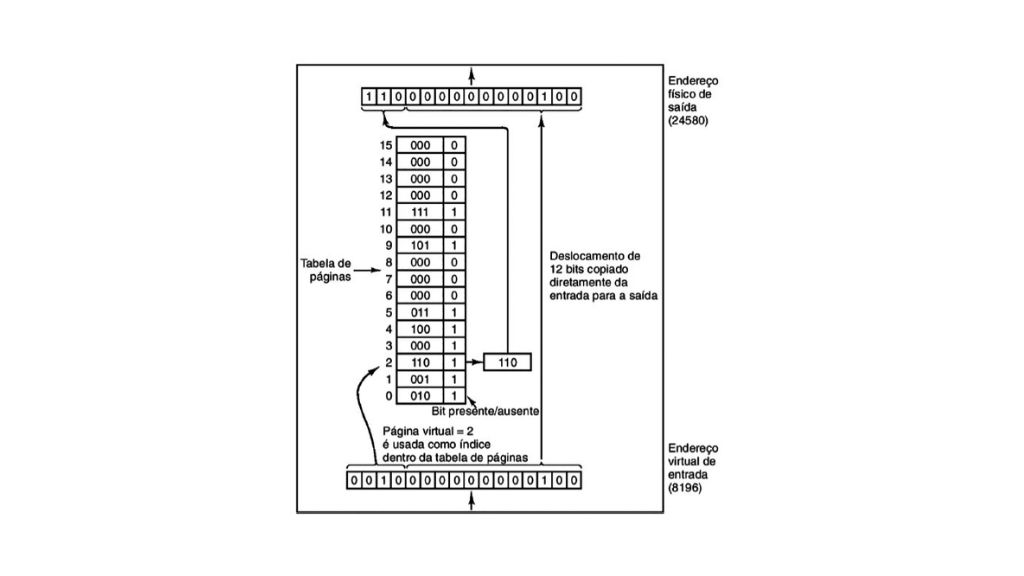 Endereço
físico de
saída
(24580)
1 1 0 0 0 0 0 0 0 0 0 0 1 0 0
15 000 0
14 000 0
13 000 0
12 000 0
11 111 1
10 000 0
9 101 1
8 000 0
7 000 0
6 000 0
5 011 1
4 100 1
3 000 1
2 110 1 110
1 001 1
0 010 1
Tabela de
páginas
Deslocamento de
12 bits copiado
diretamente da
entrada para a saída
Bit presente/ausente
Página virtual = 2
é usada como índice
dentro da tabela de páginas
0 0 1 0 0 0 0 0 0 0 0 0 0 1 0 0
Endereço
virtual de
entrada
(8196)